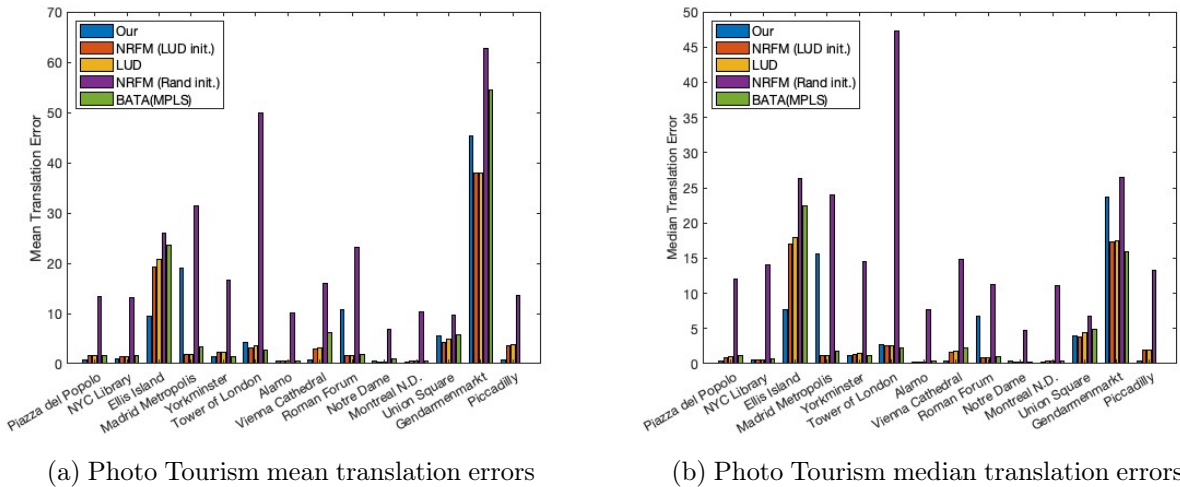 70
60
50
40
30
20
10
0
Mean Translation Error
Our
NRFM (LUD init.)
LUD
NRFM (Rand init.)
BATA(MPLS)
Piazza del Popolo
NYC Library
Ellis Island
Madrid Metropolis
Yorkminster
Tower of London
Alamo
Vienna Cathedral
Roman Forum
Notre Dame
Montreal N.D.
Union Square
Gendarmenmarkt
Piccadilly
(a) Photo Tourism mean translation errors
50
45
40
35
30
25
20
15
10
5
0
Median Translation Error
Our
NRFM (LUD init.)
LUD
NRFM (Rand init.)
BATA(MPLS)
Piazza del Popolo
NYC Library
Ellis Island
Madrid Metropolis
Yorkminster
Tower of London
Alamo
Vienna Cathedral
Roman Forum
Notre Dame
Montreal N.D.
Union Square
Gendarmenmarkt
Piccadilly
(b) Photo Tourism median translation errors